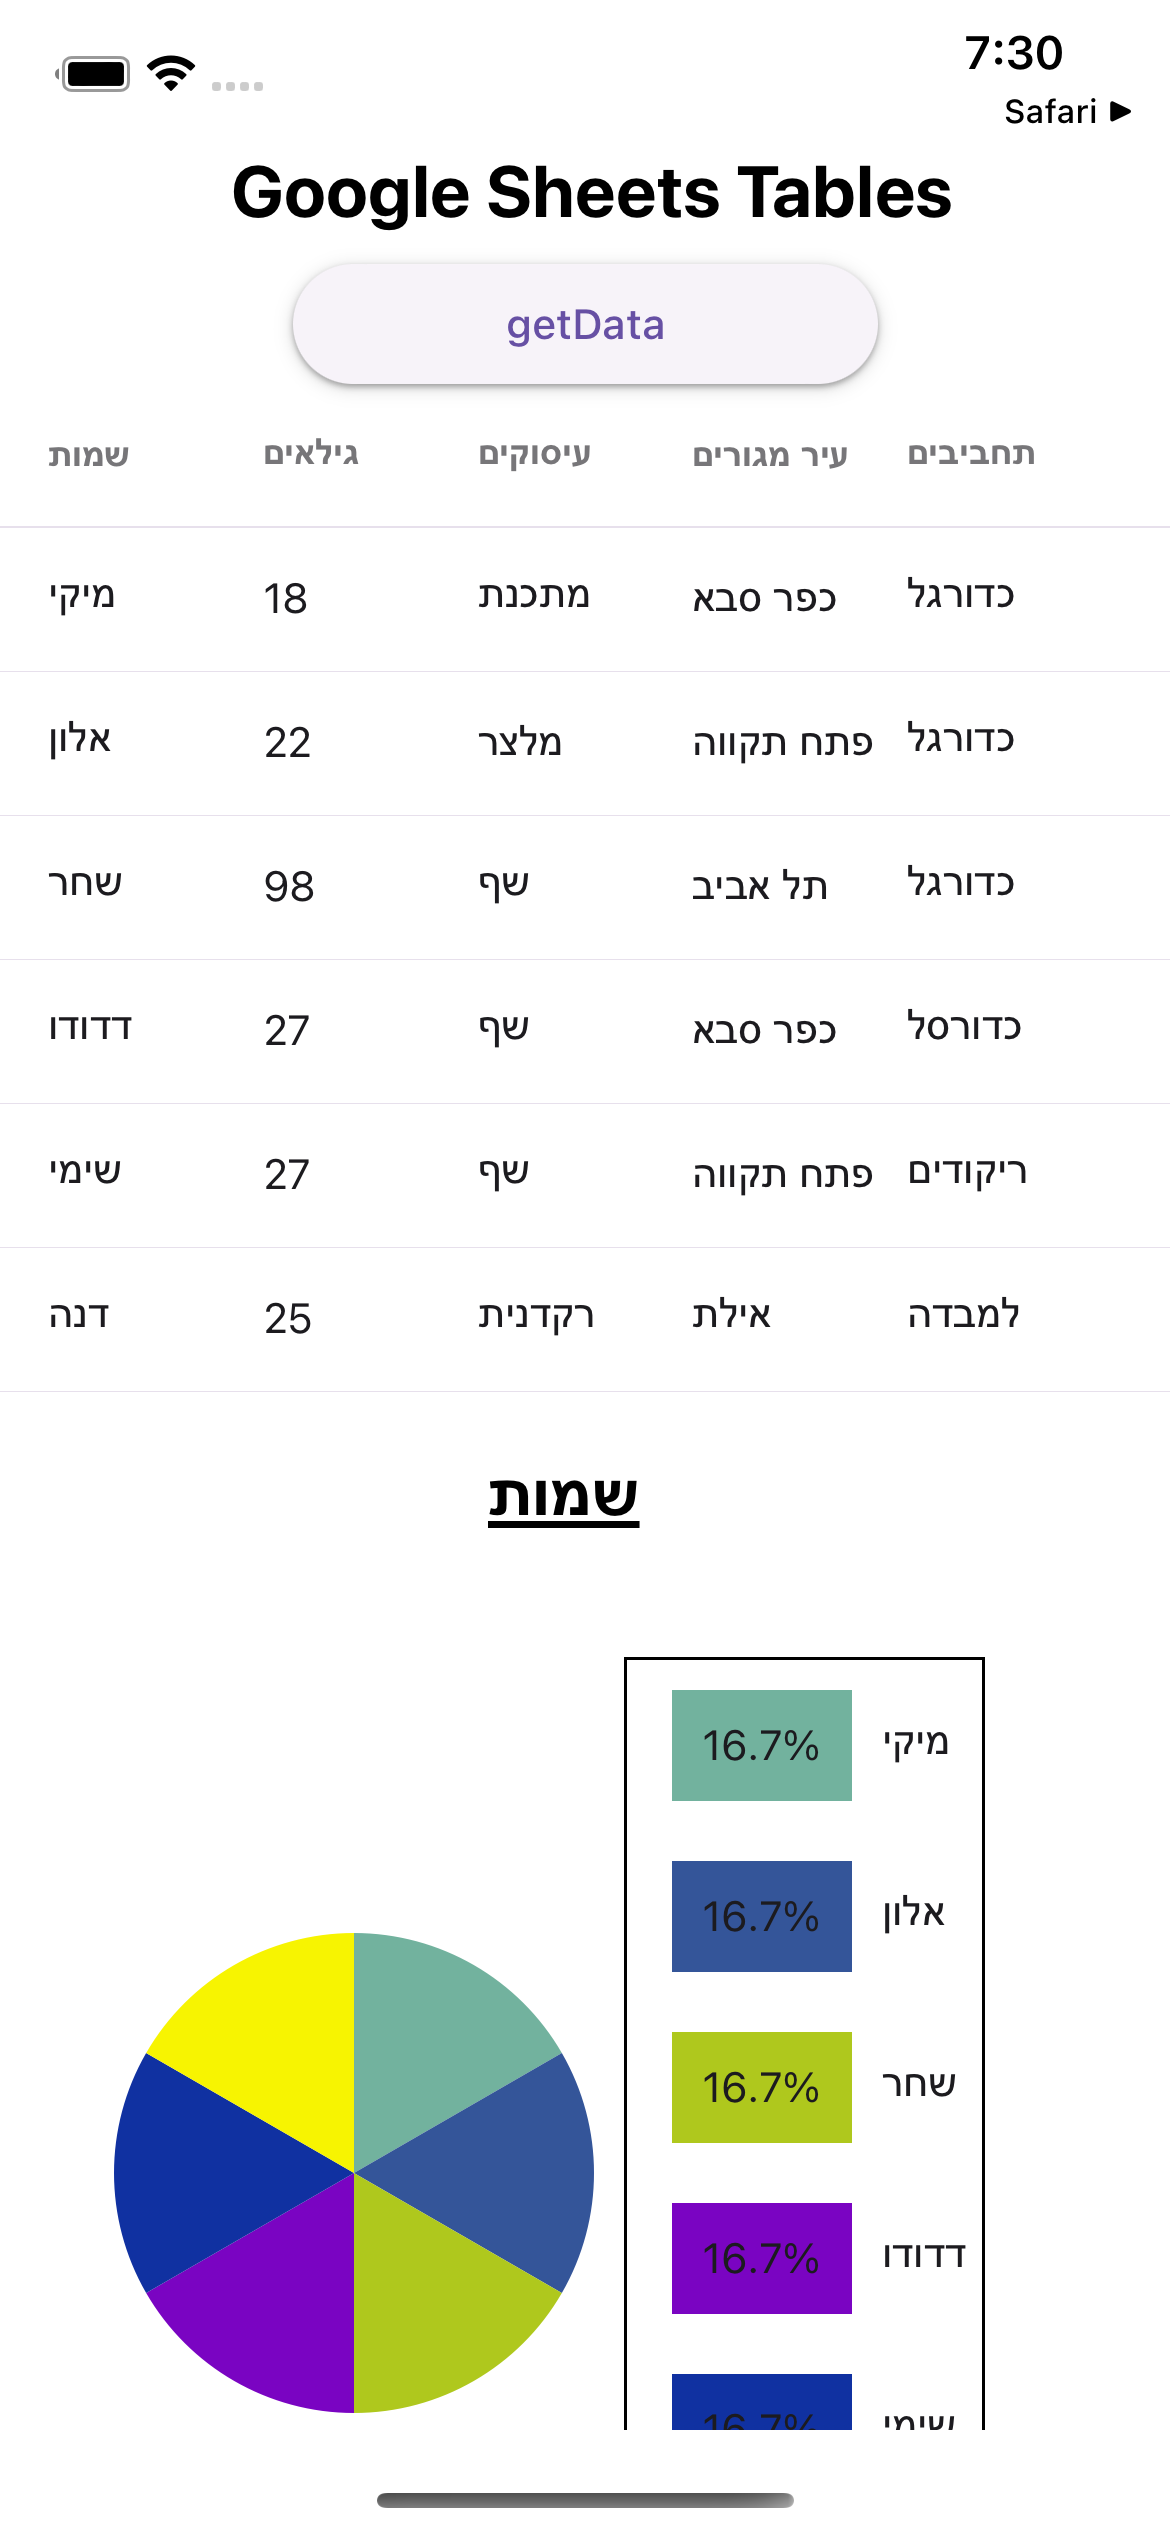 7:30
Safari ►
Google Sheets Tables
getData
שמות גילאים עיסוקים עיר מגורים תחביבים
מיקי 18 מתכנת כפר סבא כדורגל
אלון 22 מלצר פתח תקווה כדורגל
שחר 98 שף תל אביב כדורגל
דדודו 27 שף כפר סבא כדורסל
שימי 27 שף פתח תקווה ריקודים
דנה 25 רקדנית אילת למבדה
שמות
16.7% מיקי
16.7% אלון
16.7% שחר
16.7% דדודו
16.7% שימי